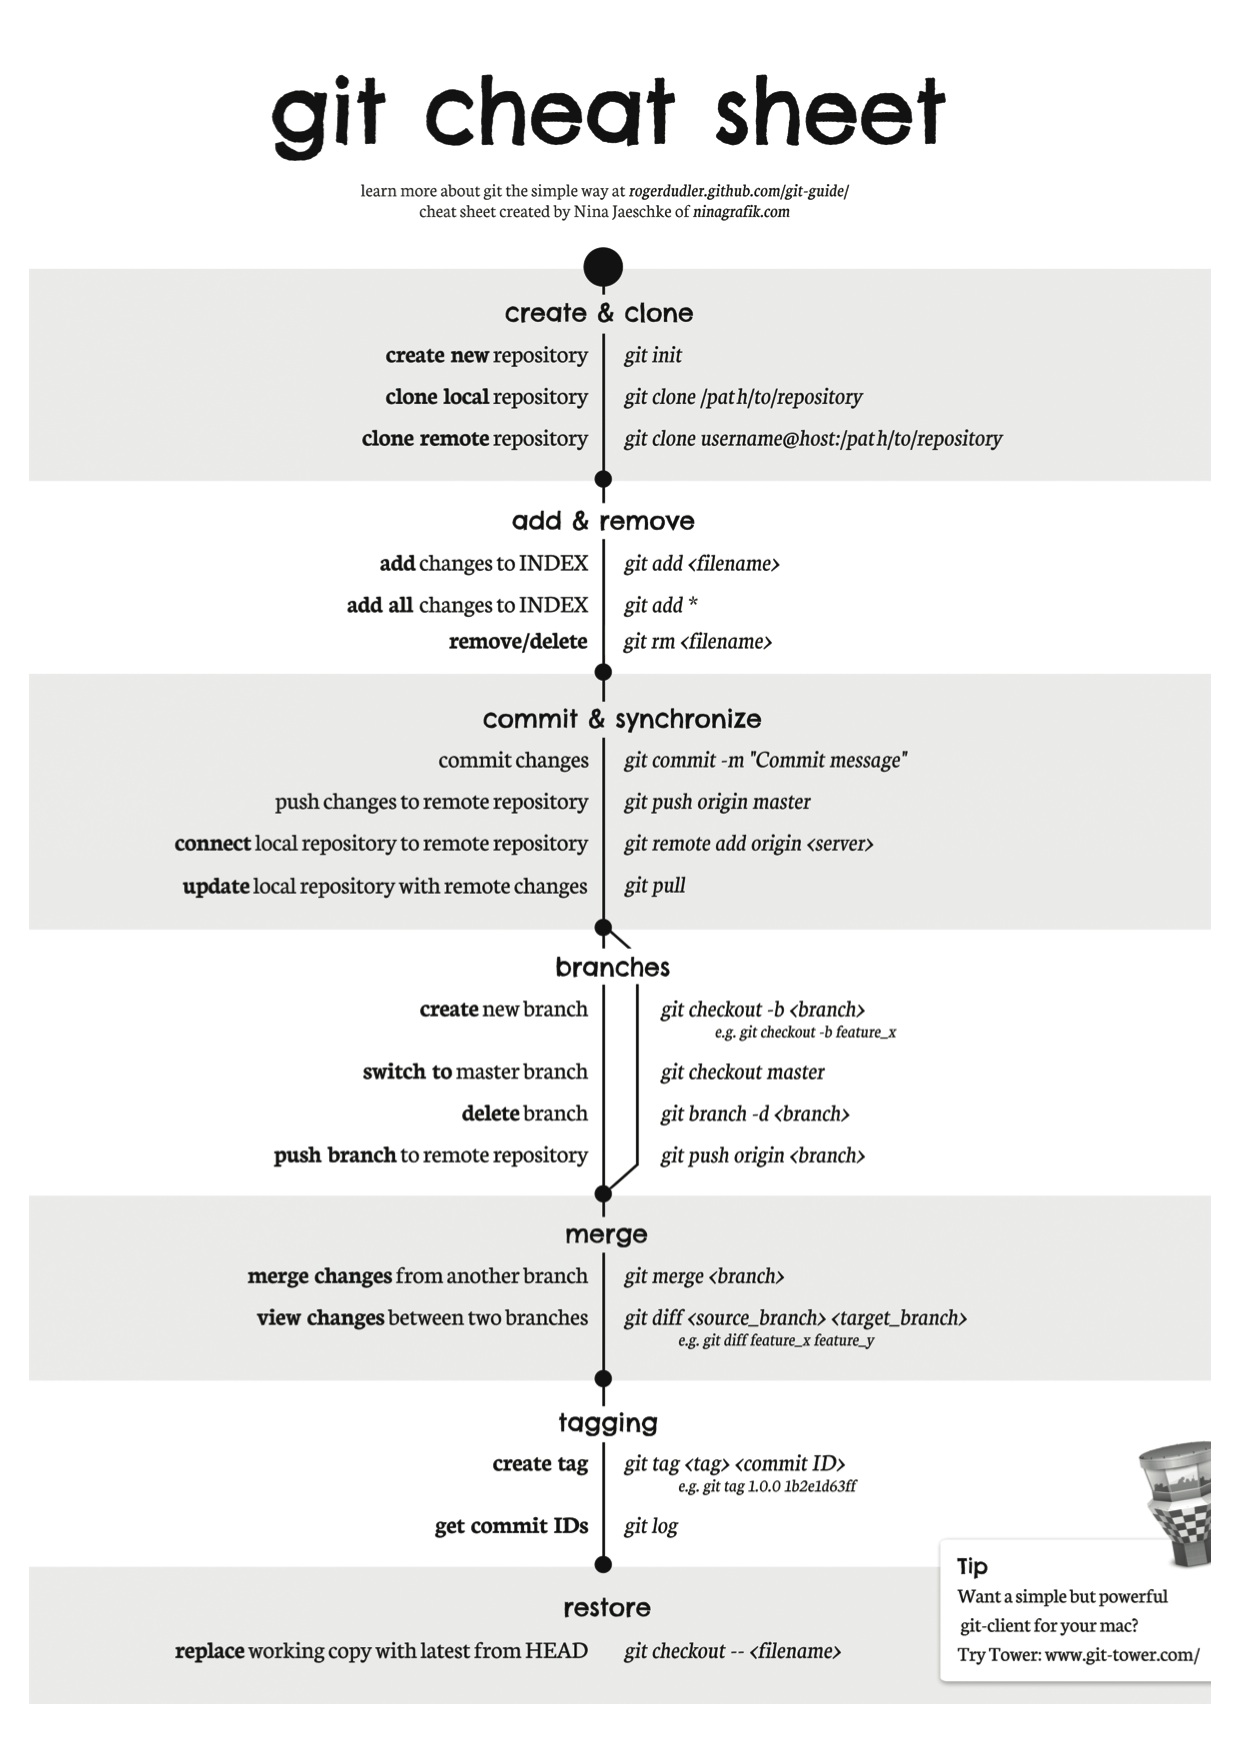 git cheat sheet
learn more about git the simple way at rogerdudler.github.com/git-guide/
cheat sheet created by Nina Jaeschke of ninagrafik.com
create & clone
create new repository git init
clone local repository git clone /path/to/repository
clone remote repository git clone username@host:/path/to/repository
add & remove
add changes to INDEX git add <filename>
add all changes to INDEX git add *
remove/delete git rm <filename>
commit & synchronize
commit changes git commit -m "Commit message"
push changes to remote repository git push origin master
connect local repository to remote repository git remote add origin <server>
update local repository with remote changes git pull
branches
create new branch git checkout -b <branch>
e.g. git checkout -b feature_x
switch to master branch git checkout master
delete branch git branch -d <branch>
push branch to remote repository git push origin <branch>
merge
merge changes from another branch git merge <branch>
view changes between two branches git diff <source_branch> <target_branch>
e.g. git diff feature_x feature_y
tagging
create tag git tag <tag> <commit ID>
e.g. git tag 1.0.0 1b2e1d63ff
get commit IDs git log
restore
replace working copy with latest from HEAD git checkout -- <filename>
Tip
Want a simple but powerful
git-client for your mac?
Try Tower: www.git-tower.com/